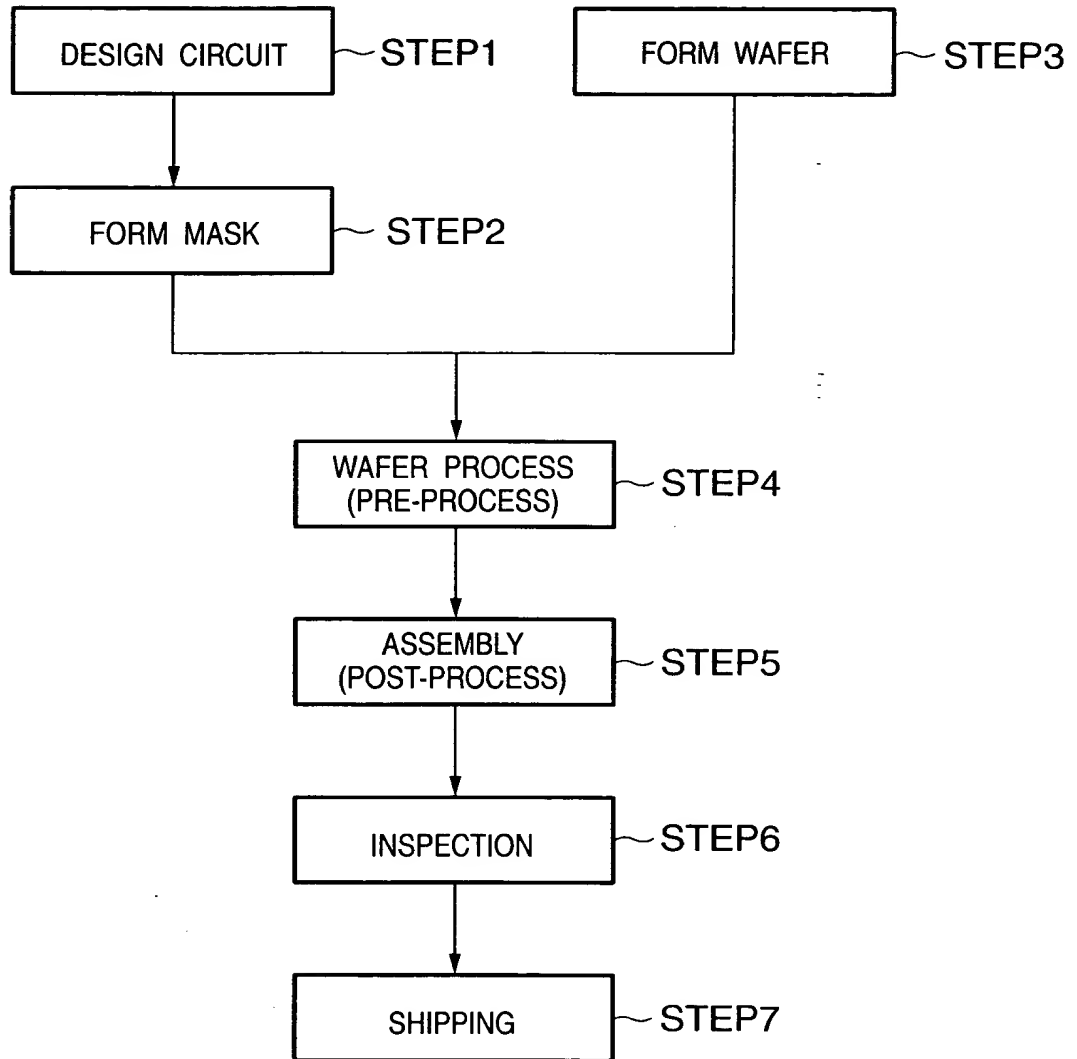 DESIGN CIRCUIT
STEP1
FORM WAFER
STEP3
FORM MASK
STEP2
WAFER PROCESS
(PRE-PROCESS)
STEP4
ASSEMBLY
(POST-PROCESS)
STEP5
INSPECTION
STEP6
SHIPPING
STEP7